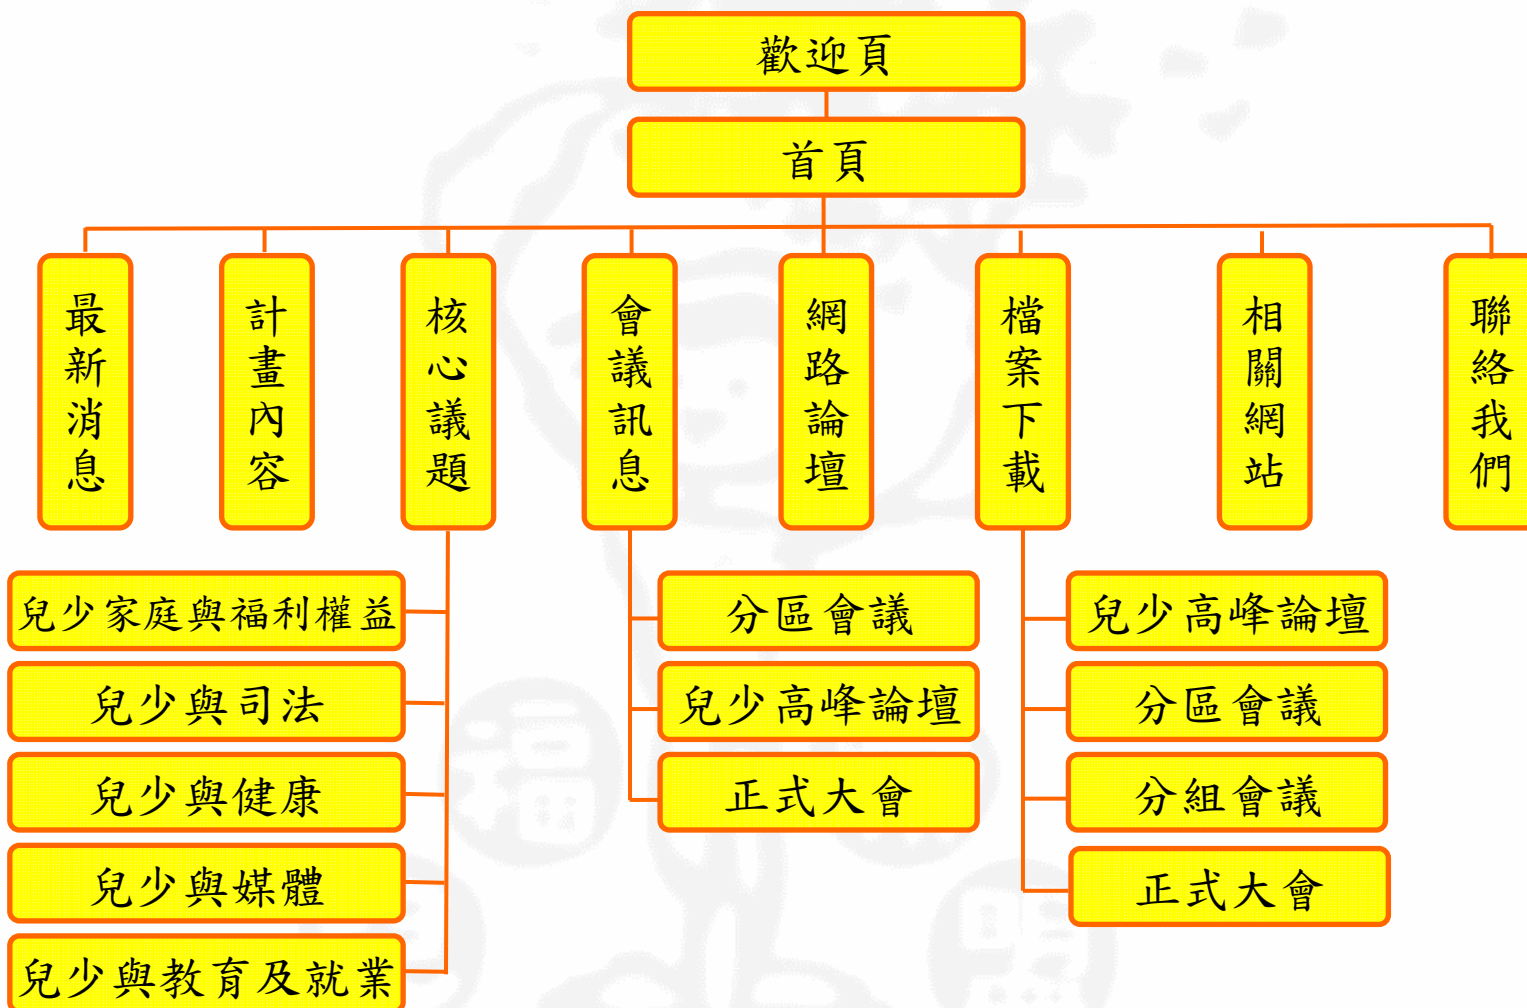 歡迎頁
首頁
最新消息
計畫內容
核心議題
會議訊息
網路論壇
檔案下載
相關網站
聯絡我們
兒少家庭與福利權益
兒少與司法
兒少與健康
兒少與媒體
兒少與教育及就業
分區會議
兒少高峰論壇
正式大會
兒少高峰論壇
分區會議
分組會議
正式大會
福